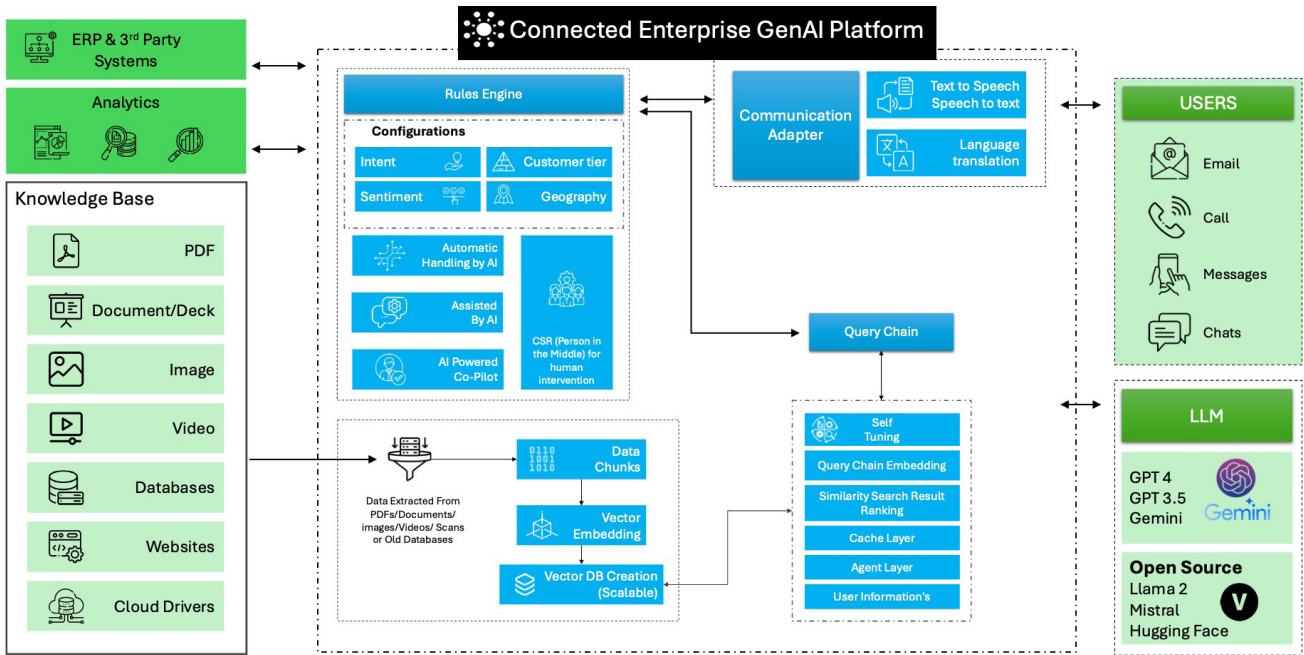 Connected Enterprise GenAI Platform
ERP & 3rd Party
Systems
Analytics
Knowledge Base
PDF
Document/Deck
Image
Video
Databases
Websites
Cloud Drivers
Rules Engine
Configurations
Intent
Customer tier
Sentiment
Geography
Automatic
Handling by AI
Assisted
By AI
AI Powered
Co-Pilot
CSR (Person in
the Middle) for
human
intervention
Communication
Adapter
Text to Speech
Speech to text
Language
translation
A
Query Chain
Data Extracted From
PDFs/Documents/
images/Videos/ Scans
or Old Databases
0110
1001
1010
Data
Chunks
Vector
Embedding
Vector DB Creation
(Scalable)
Self
Tuning
Query Chain Embedding
Similarity Search Result
Ranking
Cache Layer
Agent Layer
User Information's
USERS
@
Email
Call
Messages
Chats
LLM
GPT 4
GPT 3.5
Gemini
Gemini
Open Source
Llama 2
Mistral
Hugging Face
V